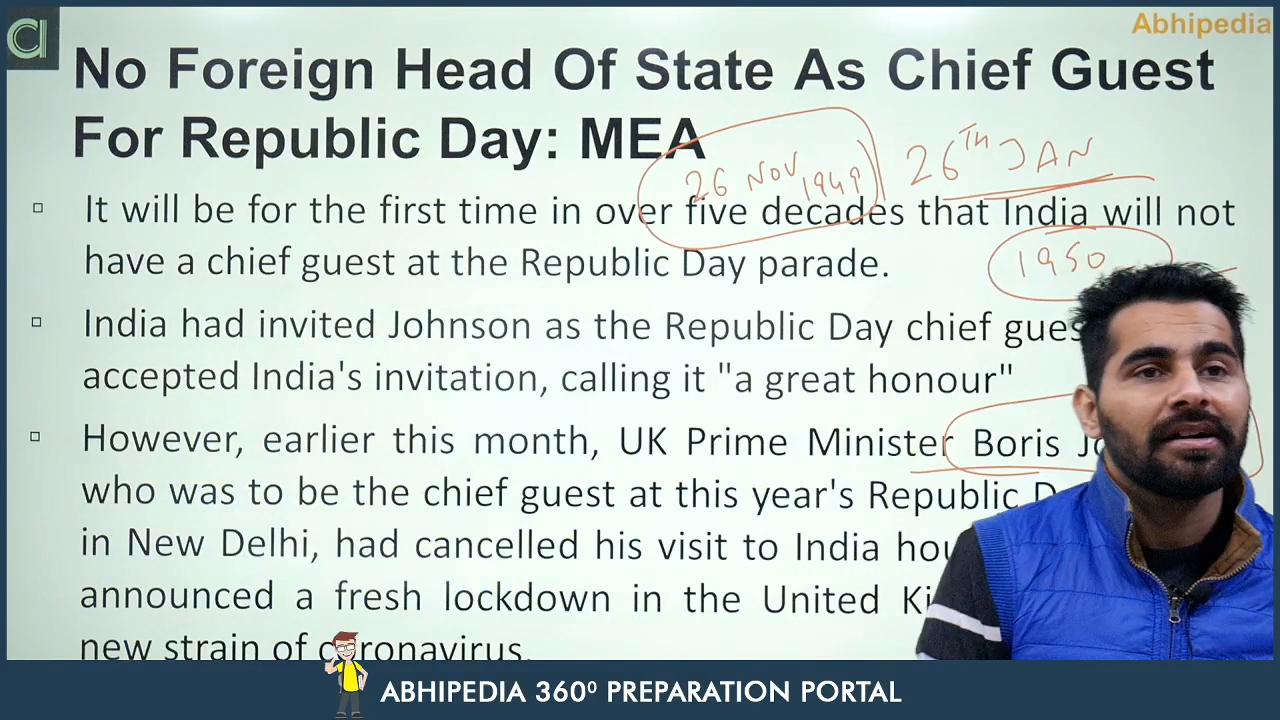 Abhipedia
No Foreign Head Of State As Chief Guest
For Republic Day: MEA
26 NOV 1949
26TH JAN
It will be for the first time in over five decades that India will not
have a chief guest at the Republic Day parade.
1950
India had invited Johnson as the Republic Day chief
accepted India's invitation, calling it "a great honour"
However, earlier this month, UK Prime Minister Boris
who was to be the chief guest at this year's Republic
in New Delhi, had cancelled his visit to India
announced a fresh lockdown in the United
new strain of coronavirus.
ABHIPEDIA 360⁰ PREPARATION PORTAL